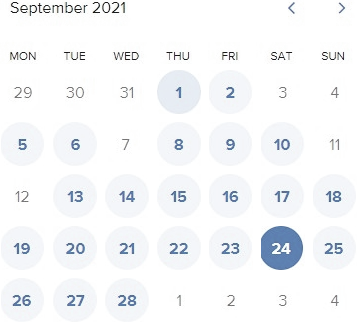 September 2021
MON TUE WED THU FRI SAT SUN
29 30 31 1 2 3 4
5 6 7 8 9 10 11
12 13 14 15 16 17 18
19 20 21 22 23 24 25
26 27 28 1 2 3 4